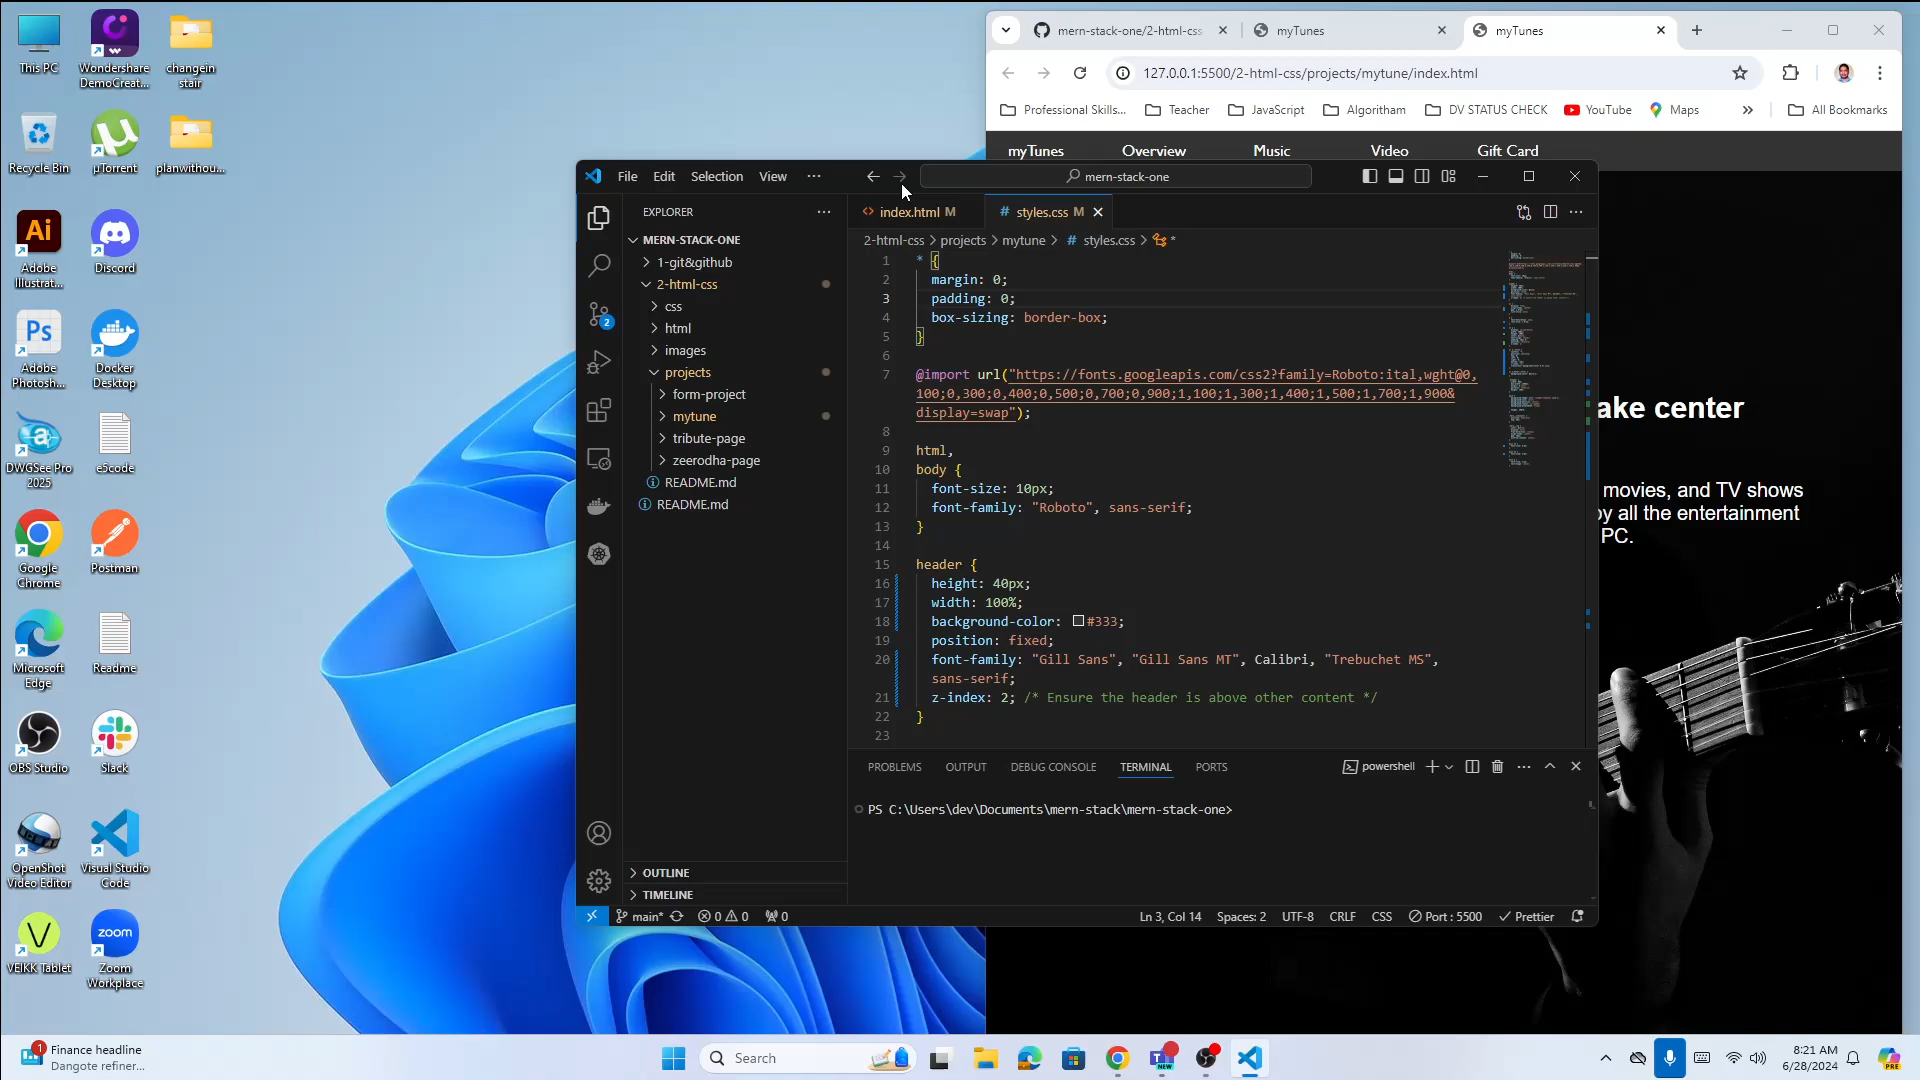 This PC
Wondershare DemoCreat...
changein stair
Recycle Bin
µTorrent
planwithou...
Ai
Adobe Illustrat...
Discord
Ps
Adobe Photosh...
Docker Desktop
DWGSee Pro 2025
e5code
Google Chrome
Postman
Microsoft Edge
Readme
OBS Studio
Slack
OpenShot Video Editor
Visual Studio Code
VEIKK Tablet
zoom
Zoom Workplace
mern-stack-one/2-html-css
myTunes
myTunes
127.0.0.1:5500/2-html-css/projects/mytune/index.html
Professional Skills...
Teacher
JavaScript
Algoritham
DV STATUS CHECK
YouTube
Maps
All Bookmarks
myTunes
Overview
Music
Video
Gift Card
ake center
movies, and TV shows
by all the entertainment
PC.
File
Edit
Selection
View
mern-stack-one
EXPLORER
MERN-STACK-ONE
1-git&github
2-html-css
css
html
images
projects
form-project
mytune
tribute-page
zeerodha-page
README.md
README.md
OUTLINE
TIMELINE
2
index.html M
# styles.css M
2-html-css > projects > mytune > # styles.css > *
1 * {
2 margin: 0;
3 padding: 0;
4 box-sizing: border-box;
5 }
6
7 @import url("https://fonts.googleapis.com/css2?family=Roboto:ital,wght@0,
100;0,300;0,400;0,500;0,700;0,900;1,100;1,300;1,400;1,500;1,700;1,900&
display=swap");
8
9 html,
10 body {
11 font-size: 10px;
12 font-family: "Roboto", sans-serif;
13 }
14
15 header {
16 height: 40px;
17 width: 100%;
18 background-color: #333;
19 position: fixed;
20 font-family: "Gill Sans", "Gill Sans MT", Calibri, "Trebuchet MS",
sans-serif;
21 z-index: 2; /* Ensure the header is above other content */
22 }
23
PROBLEMS
OUTPUT
DEBUG CONSOLE
TERMINAL
PORTS
powershell
PS C:\Users\dev\Documents\mern-stack\mern-stack-one>
main*
0 0
0
Ln 3, Col 14
Spaces: 2
UTF-8
CRLF
CSS
Port : 5500
Prettier
1
Finance headline
Dangote refiner...
Search
NEW
8:21 AM
6/28/2024
PRE